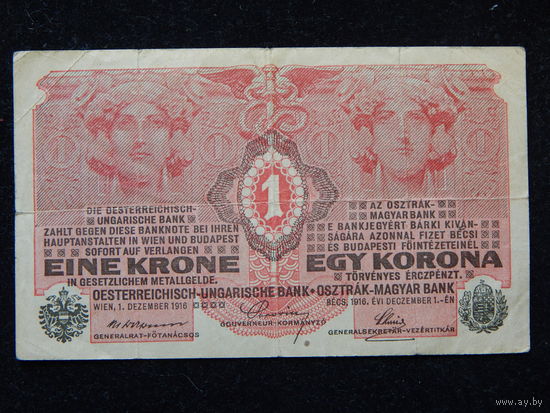 1
DIE OESTERREICHISCH-
UNGARISCHE BANK
ZAHLT GEGEN DIESE BANKNOTE BEI IHREN
HAUPTANSTALTEN IN WIEN UND BUDAPEST
SOFORT AUF VERLANGEN
EINE KRONE
IN GESETZLICHEM METALLGELDE.
AZ OSZTRÁK-
MAGYAR BANK
E BANKJEGYÉRT BÁRKI KIVÁN-
SÁGÁRA AZONNAL FIZET BÉCSI
ÉS BUDAPESTI FŐINTÉZETEINÉL
EGY KORONA
TÖRVÉNYES ÉRCZPÉNZT.
OESTERREICHISCH-UNGARISCHE BANK · OSZTRÁK-MAGYAR BANK
WIEN, 1. DEZEMBER 1916
BÉCS, 1916. ÉVI DECZEMBER 1.-ÉN
GOUVERNEUR-KORMÁNYZÓ
GENERALRAT-FŐTANÁCSOS
GENERALSEKRETÄR-VEZÉRTITKÁR
www.ay.by